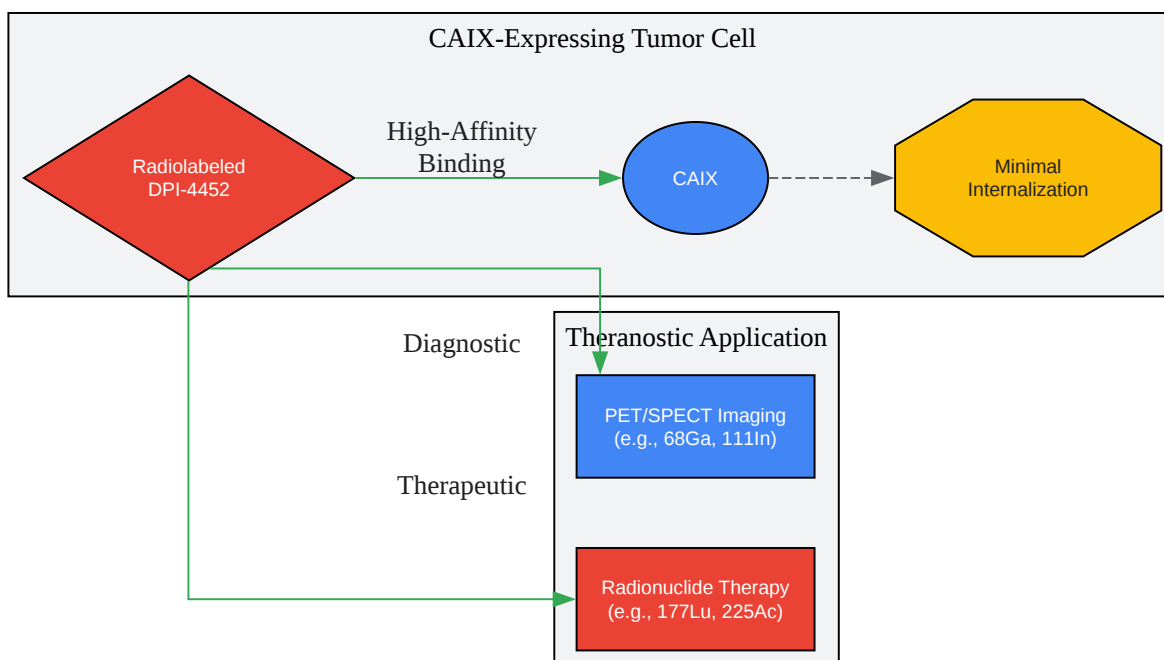 CAIX-Expressing Tumor Cell
Radiolabeled
DPI-4452
High-Affinity
Binding
CAIX
Minimal
Internalization
Diagnostic
Theranostic Application
PET/SPECT Imaging
(e.g., 68Ga, 111In)
Therapeutic
Radionuclide Therapy
(e.g., 177Lu, 225Ac)